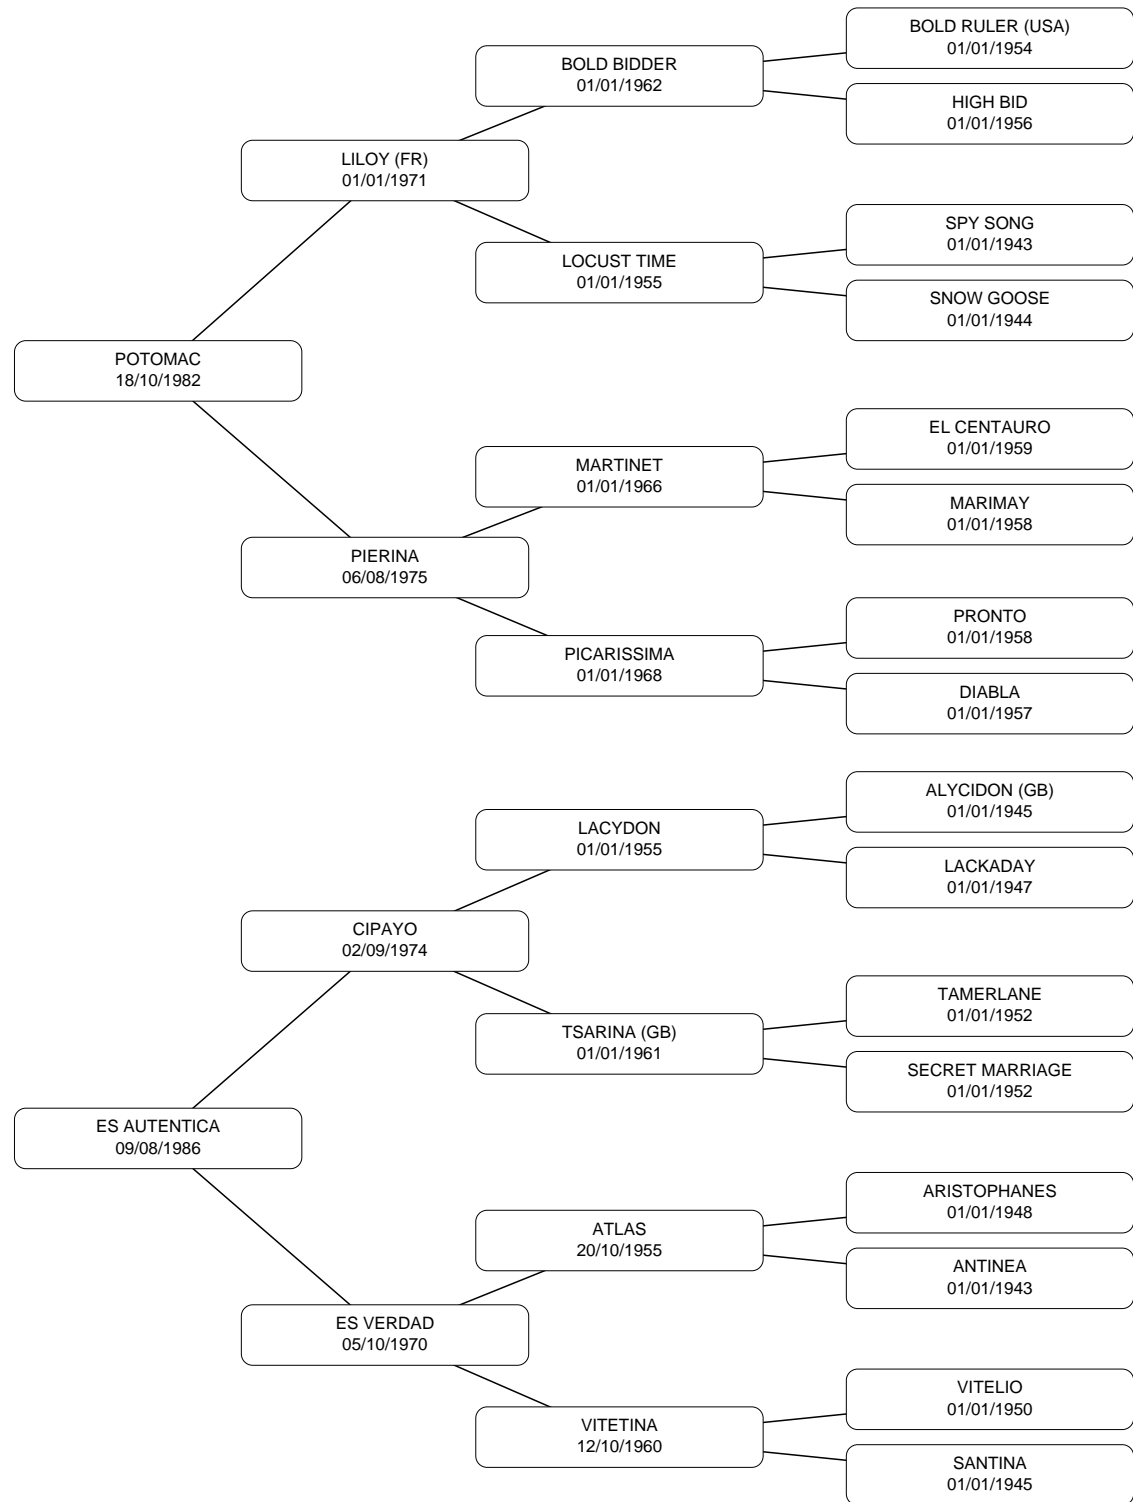 BOLD RULER (USA)
01/01/1954
BOLD BIDDER
01/01/1962
HIGH BID
01/01/1956
LILOY (FR)
01/01/1971
SPY SONG
01/01/1943
LOCUST TIME
01/01/1955
SNOW GOOSE
01/01/1944
POTOMAC
18/10/1982
EL CENTAURO
01/01/1959
MARTINET
01/01/1966
MARIMAY
01/01/1958
PIERINA
06/08/1975
PRONTO
01/01/1958
PICARISSIMA
01/01/1968
DIABLA
01/01/1957
ALYCIDON (GB)
01/01/1945
LACYDON
01/01/1955
LACKADAY
01/01/1947
CIPAYO
02/09/1974
TAMERLANE
01/01/1952
TSARINA (GB)
01/01/1961
SECRET MARRIAGE
01/01/1952
ES AUTENTICA
09/08/1986
ARISTOPHANES
01/01/1948
ATLAS
20/10/1955
ANTINEA
01/01/1943
ES VERDAD
05/10/1970
VITELIO
01/01/1950
VITETINA
12/10/1960
SANTINA
01/01/1945